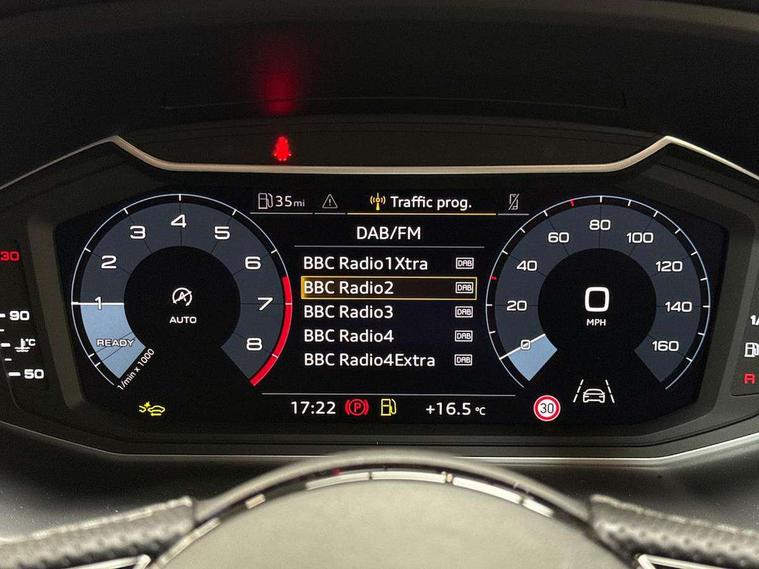 35mi
Traffic prog.
DAB/FM
BBC Radio1Xtra DAB
BBC Radio2 DAB
BBC Radio3 DAB
BBC Radio4 DAB
BBC Radio4Extra DAB
17:22 P +16.5 °C
READY 1 2 3 4 5 6 7 8
1/min x 1000
A
AUTO
0 20 40 60 80 100 120 140 160
0
MPH
30
30
90
°C
50
1/
R